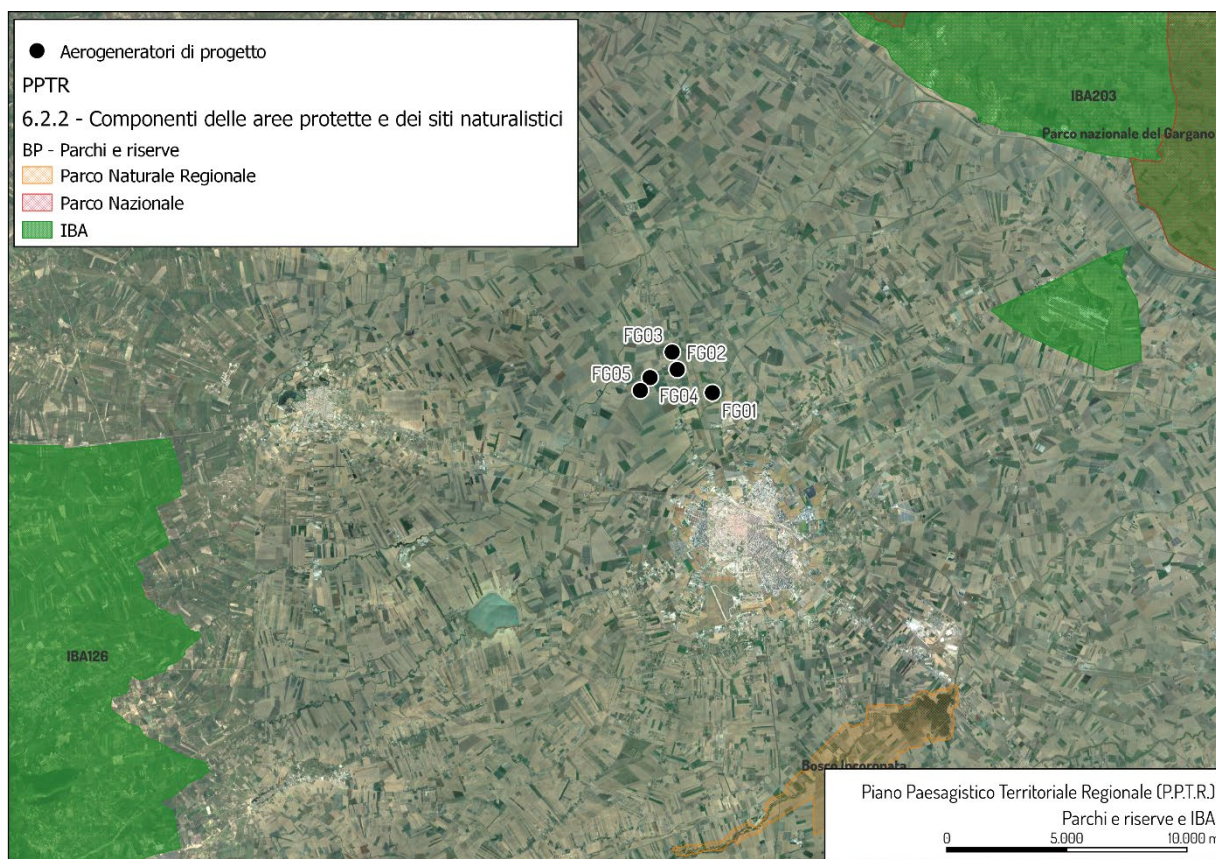 Aerogeneratori di progetto
PPTR
6.2.2 - Componenti delle aree protette e dei siti naturalistici
BP - Parchi e riserve
Parco Naturale Regionale
Parco Nazionale
IBA
IBA203
Parco nazionale del Gargano
FG03
FG02
FG05
FG04
FG01
IBA126
Bosco Incoronata
Piano Paesagistico Territoriale Regionale (P.P.T.R.)
Parchi e riserve e IBA
0 5.000 10.000 m